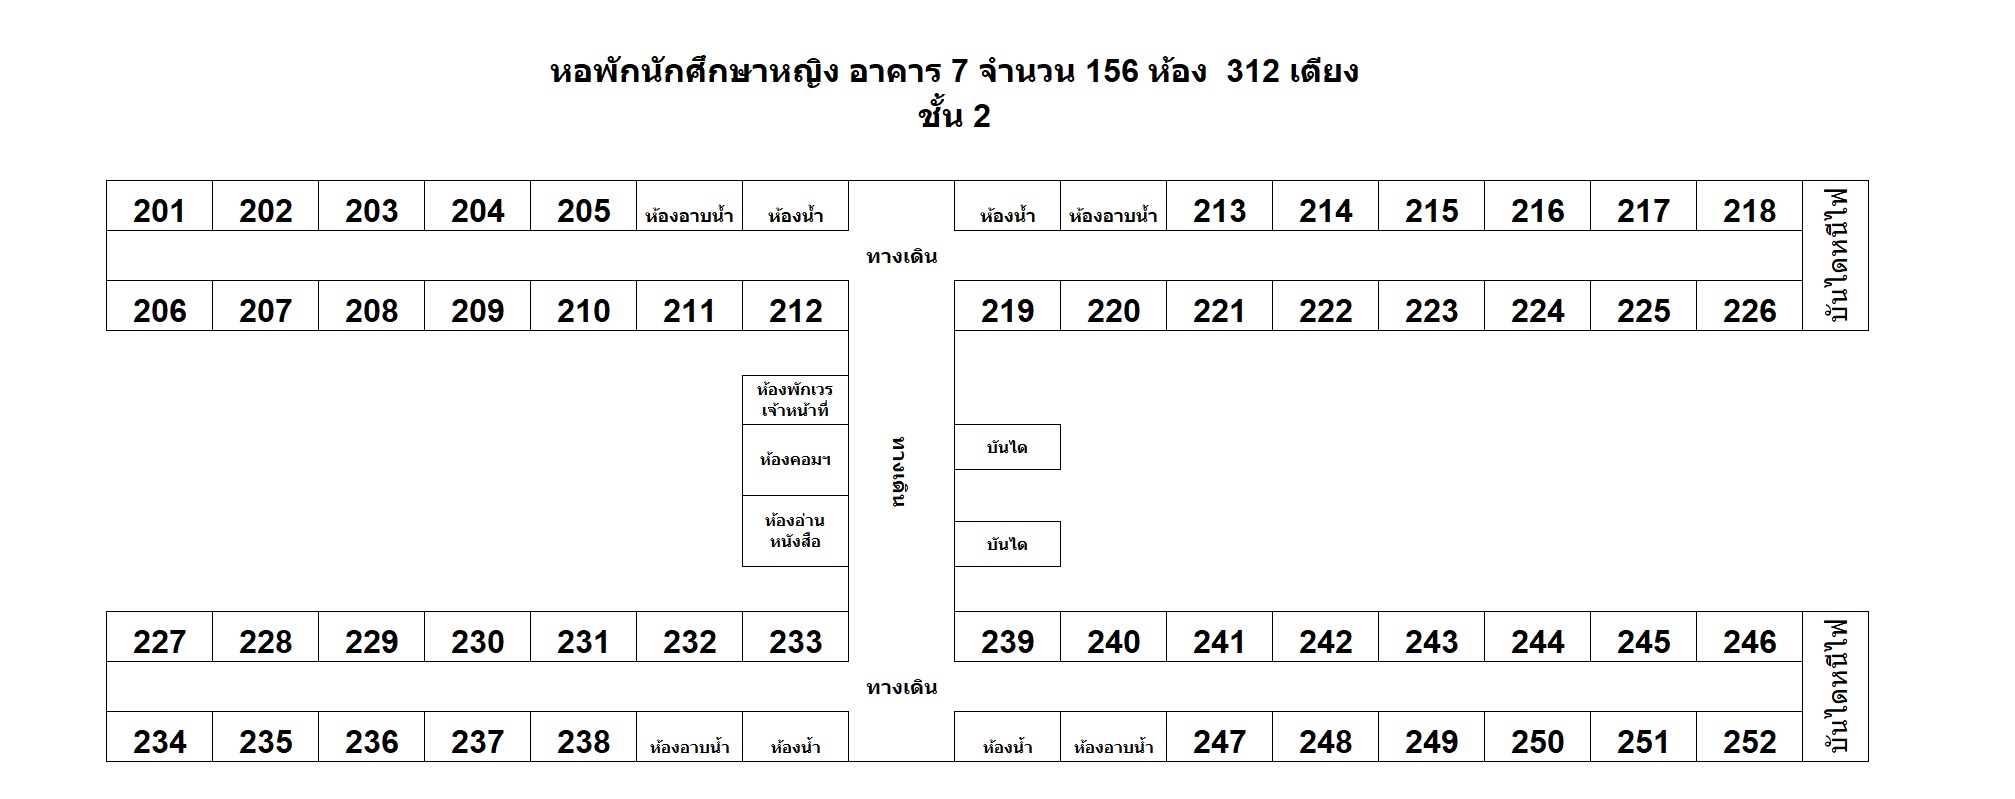 หอพักนักศึกษาหญิง อาคาร 7 จำนวน 156 ห้อง  312 เตียง
ชั้น 2
201 202 203 204 205 ห้องอาบน้ำ ห้องน้ำ ห้องน้ำ ห้องอาบน้ำ 213 214 215 216 217 218
บันไดหนีไฟ
ทางเดิน
206 207 208 209 210 211 212 219 220 221 222 223 224 225 226
ห้องพักเวร
เจ้าหน้าที่
ห้องคอมฯ
ห้องอ่าน
หนังสือ
ทางเดิน
บันได
บันได
227 228 229 230 231 232 233 239 240 241 242 243 244 245 246
บันไดหนีไฟ
ทางเดิน
234 235 236 237 238 ห้องอาบน้ำ ห้องน้ำ ห้องน้ำ ห้องอาบน้ำ 247 248 249 250 251 252